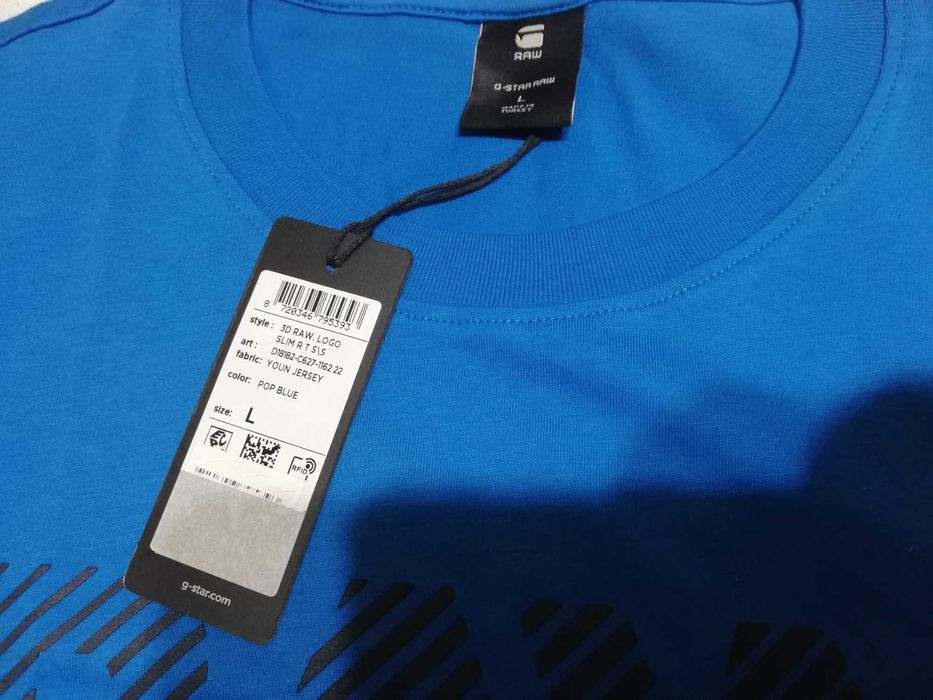 RAW
G-STAR RAW
L
MADE IN
TURKEY
8 720346 795393
style: 3D RAW. LOGO
SLIM R T S\S
art: D18182-C627-1162 22
fabric: YOUN JERSEY
color: POP BLUE
size: L
RFID
g-star.com